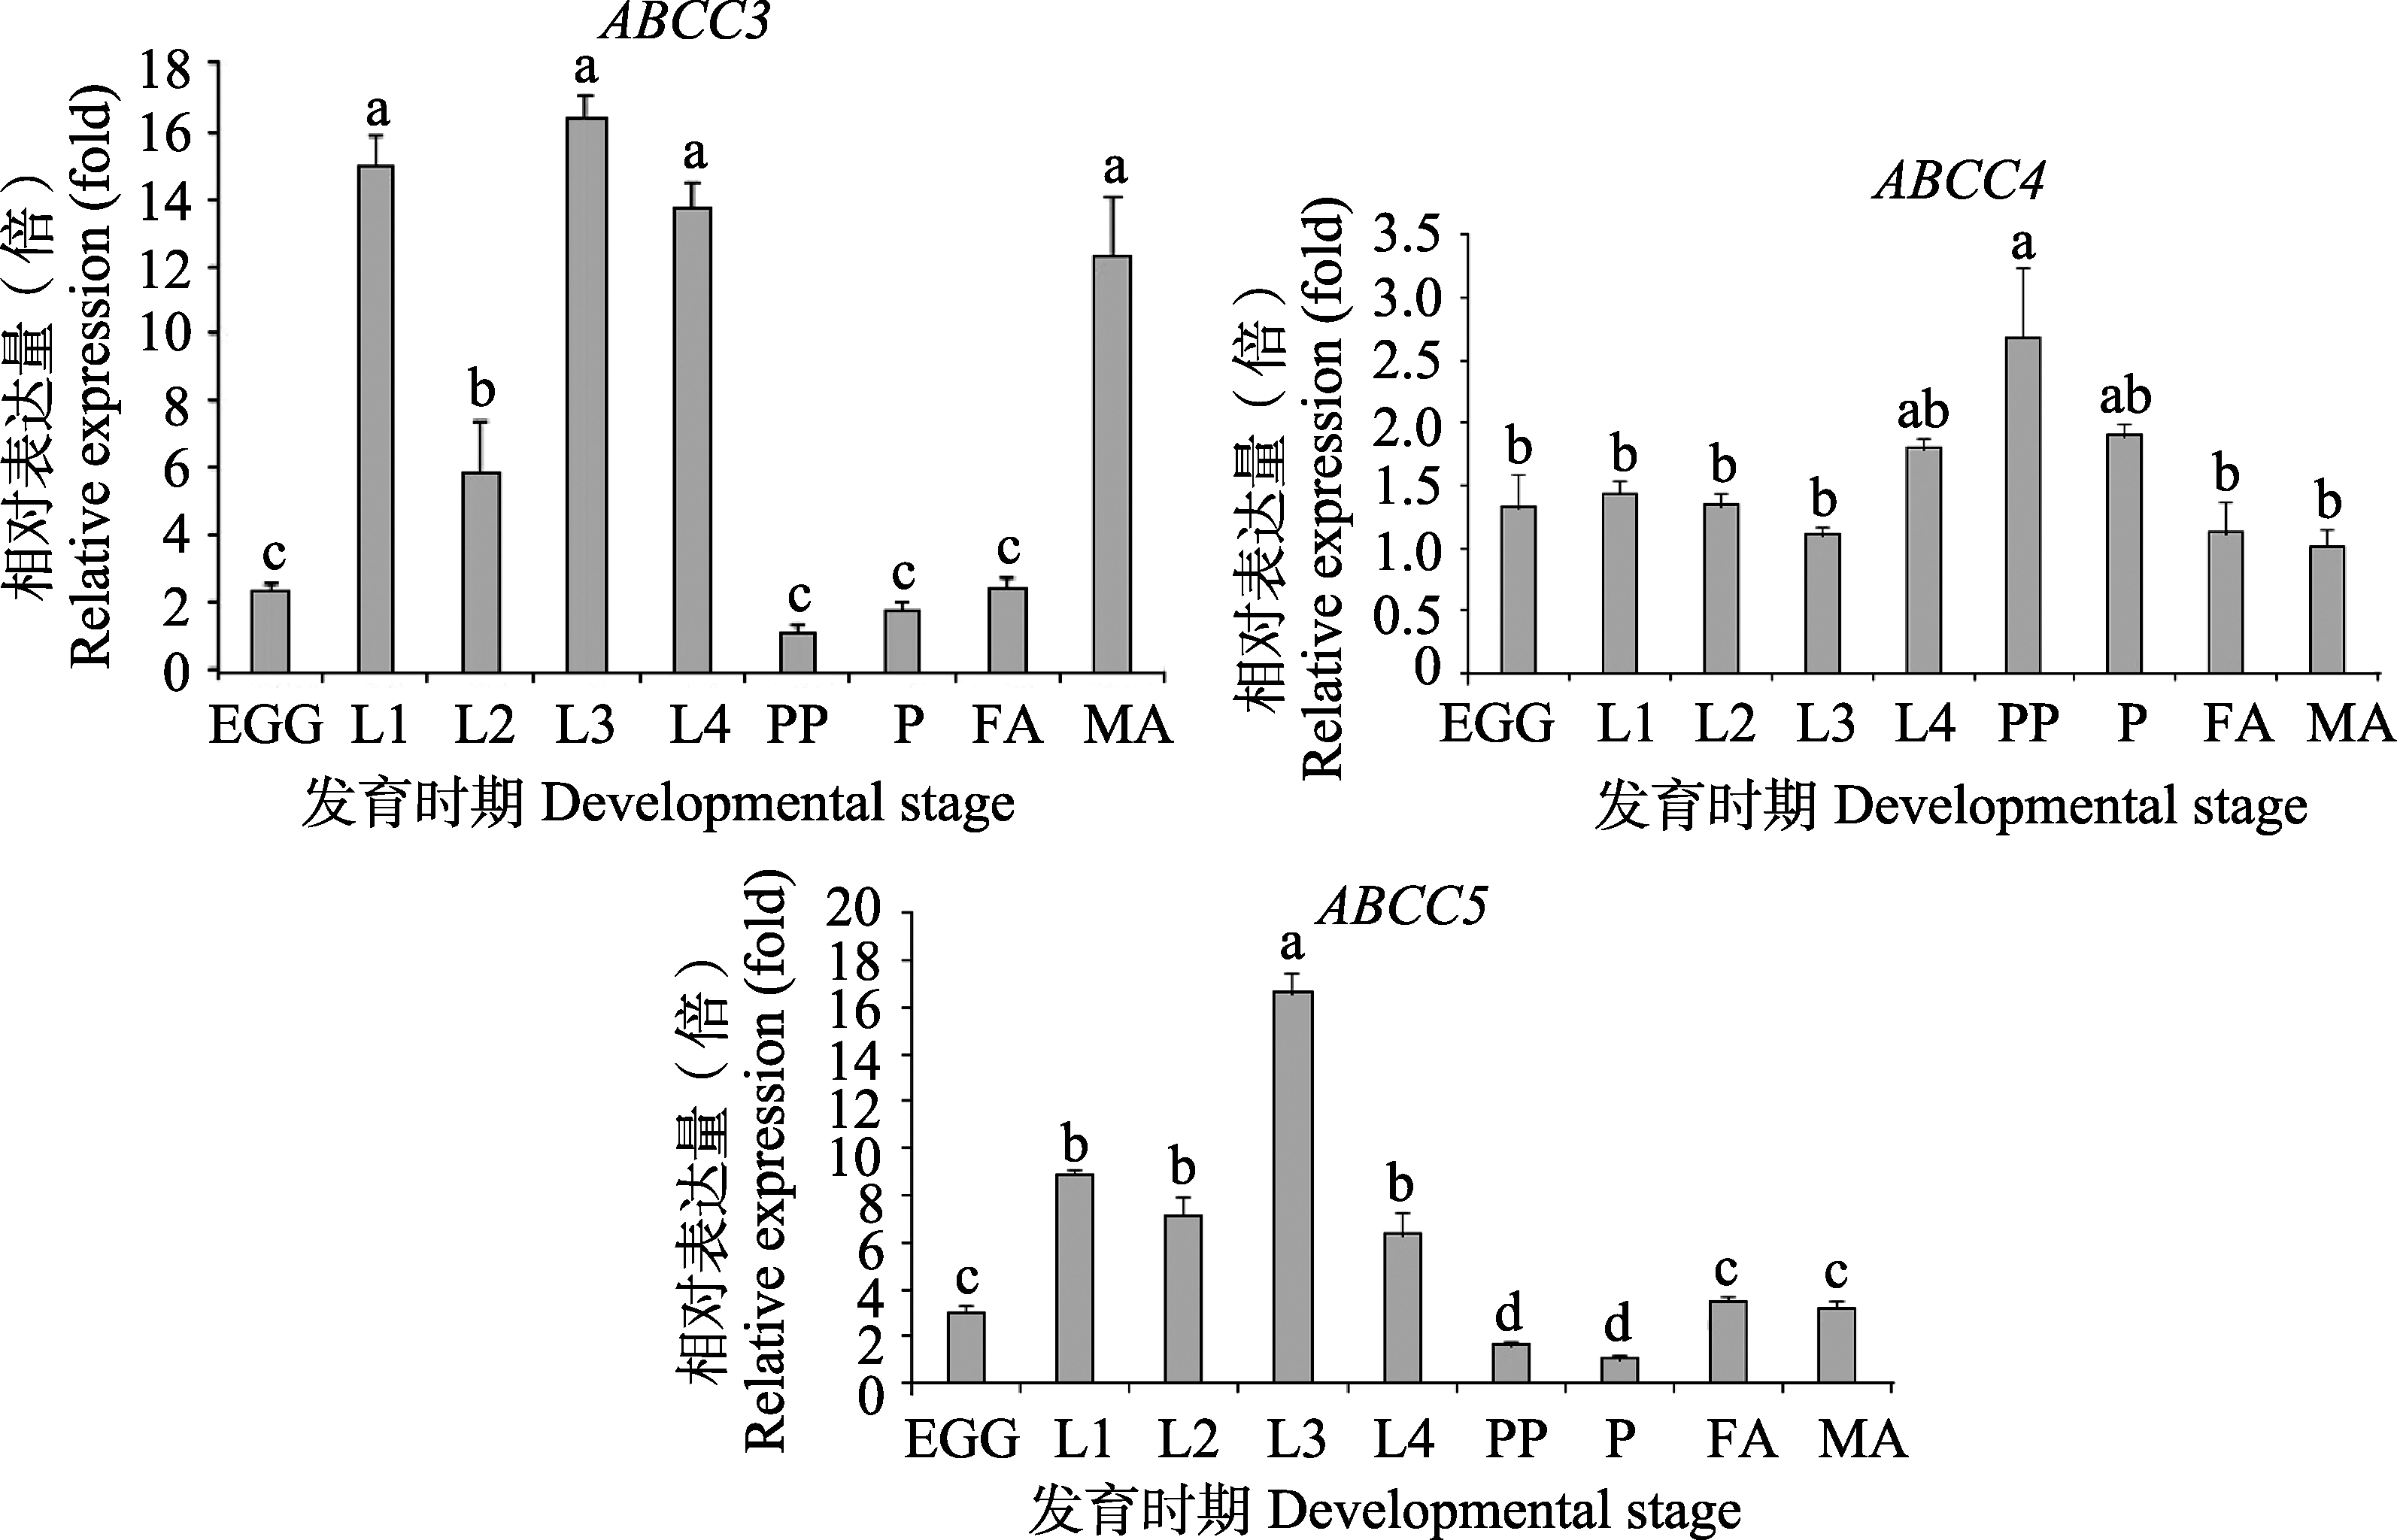 ABCC3
相对表达量（倍）
Relative expression (fold)
18
16
14
12
10
8
6
4
2
0
c
a
b
a
a
c
c
c
a
EGG L1 L2 L3 L4 PP P FA MA
发育时期 Developmental stage
ABCC4
相对表达量（倍）
Relative expression (fold)
3.5
3.0
2.5
2.0
1.5
1.0
0.5
0
b
b
b
b
ab
a
ab
b
b
EGG L1 L2 L3 L4 PP P FA MA
发育时期 Developmental stage
ABCC5
相对表达量（倍）
Relative expression (fold)
20
18
16
14
12
10
8
6
4
2
0
c
b
b
a
b
d
d
c
c
EGG L1 L2 L3 L4 PP P FA MA
发育时期 Developmental stage